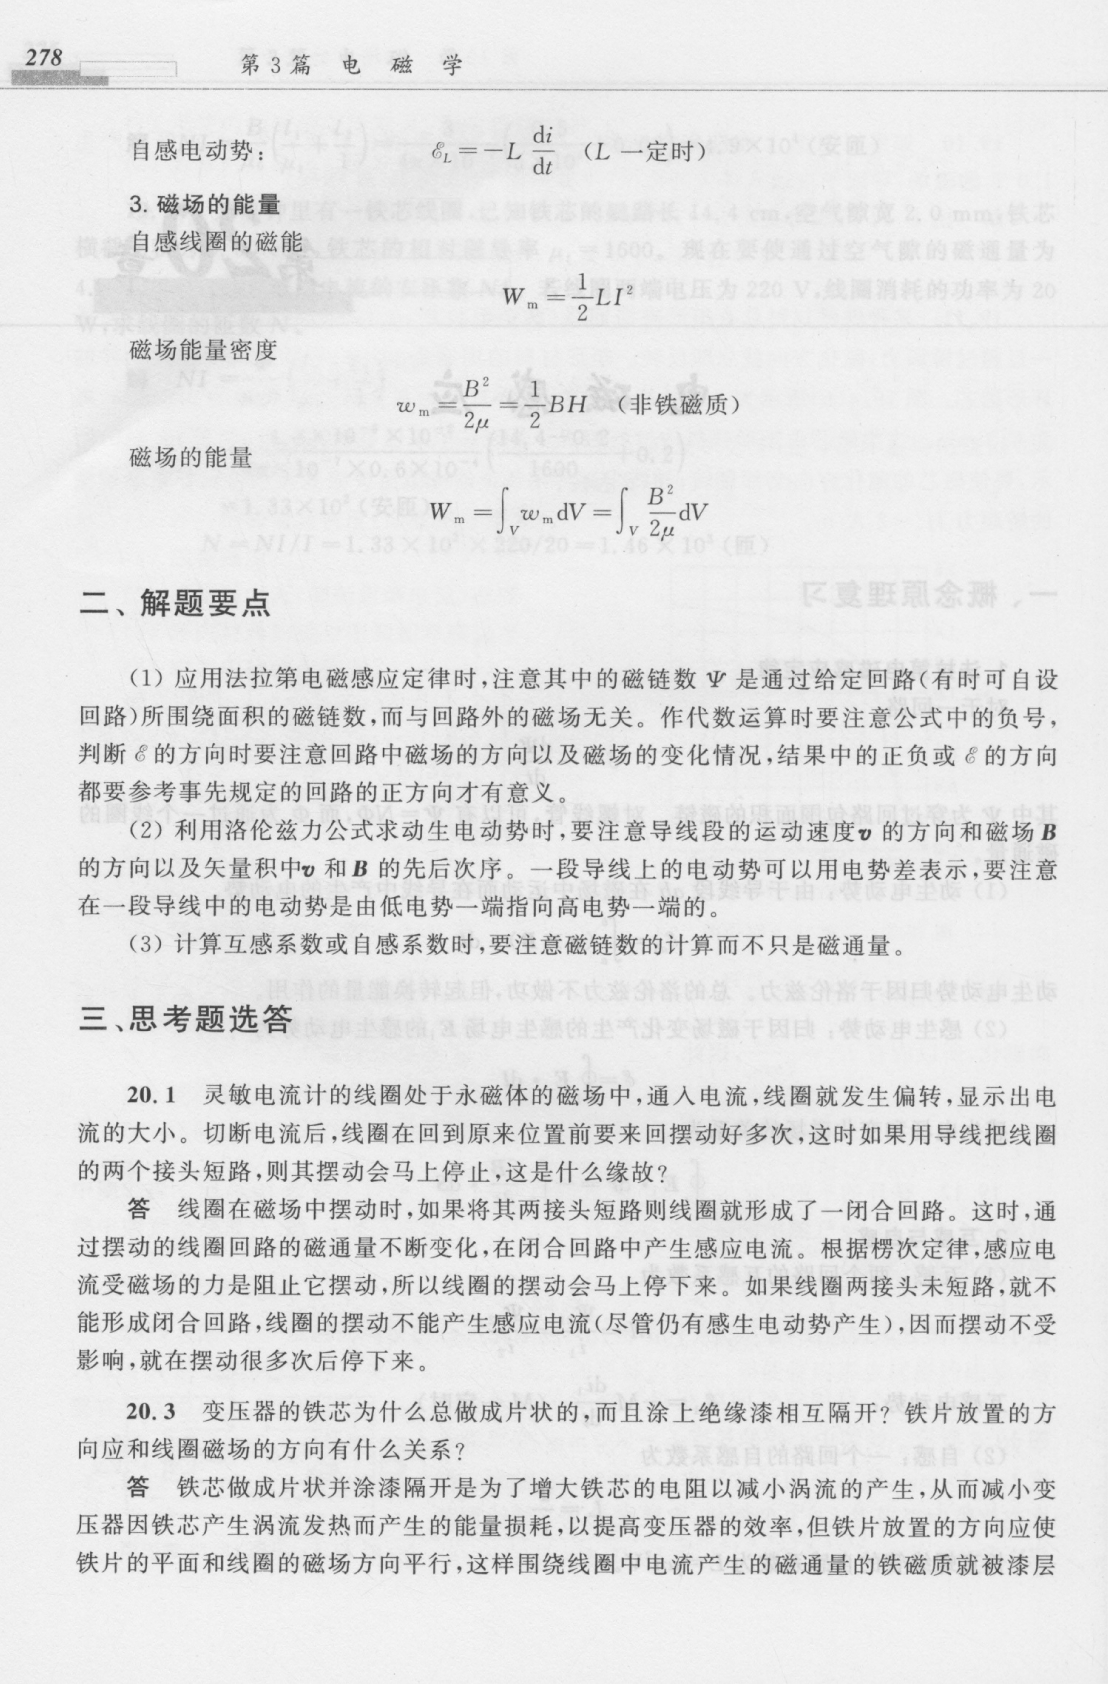 278
第3篇 电 磁 学
自感电动势: ℰ_L = −L di/dt (L 一定时)
3. 磁场的能量
自感线圈的磁能
W_m = 1/2 LI²
磁场能量密度
w_m = B²/2μ = 1/2 BH (非铁磁质)
磁场的能量
W_m = ∫_V w_m dV = ∫_V B²/2μ dV
二、解题要点
(1) 应用法拉第电磁感应定律时,注意其中的磁链数 Ψ 是通过给定回路(有时可自设
回路)所围绕面积的磁链数,而与回路外的磁场无关。作代数运算时要注意公式中的负号,
判断 ℰ 的方向时要注意回路中磁场的方向以及磁场的变化情况,结果中的正负或 ℰ 的方向
都要参考事先规定的回路的正方向才有意义。
(2) 利用洛伦兹力公式求动生电动势时,要注意导线段的运动速度 v 的方向和磁场 B
的方向以及矢量积中 v 和 B 的先后次序。一段导线上的电动势可以用电势差表示,要注意
在一段导线中的电动势是由低电势一端指向高电势一端的。
(3) 计算互感系数或自感系数时,要注意磁链数的计算而不只是磁通量。
三、思考题选答
20.1 灵敏电流计的线圈处于永磁体的磁场中,通入电流,线圈就发生偏转,显示出电
流的大小。切断电流后,线圈在回到原来位置前要来回摆动好多次,这时如果用导线把线圈
的两个接头短路,则其摆动会马上停止,这是什么缘故?
答 线圈在磁场中摆动时,如果将其两接头短路则线圈就形成了一闭合回路。这时,通
过摆动的线圈回路的磁通量不断变化,在闭合回路中产生感应电流。根据楞次定律,感应电
流受磁场的力是阻止它摆动,所以线圈的摆动会马上停下来。如果线圈两接头未短路,就不
能形成闭合回路,线圈的摆动不能产生感应电流(尽管仍有感生电动势产生),因而摆动不受
影响,就在摆动很多次后停下来。
20.3 变压器的铁芯为什么总做成片状的,而且涂上绝缘漆相互隔开? 铁片放置的方
向应和线圈磁场的方向有什么关系?
答 铁芯做成片状并涂漆隔开是为了增大铁芯的电阻以减小涡流的产生,从而减小变
压器因铁芯产生涡流发热而产生的能量损耗,以提高变压器的效率,但铁片放置的方向应使
铁片的平面和线圈的磁场方向平行,这样围绕线圈中电流产生的磁通量的铁磁质就被漆层